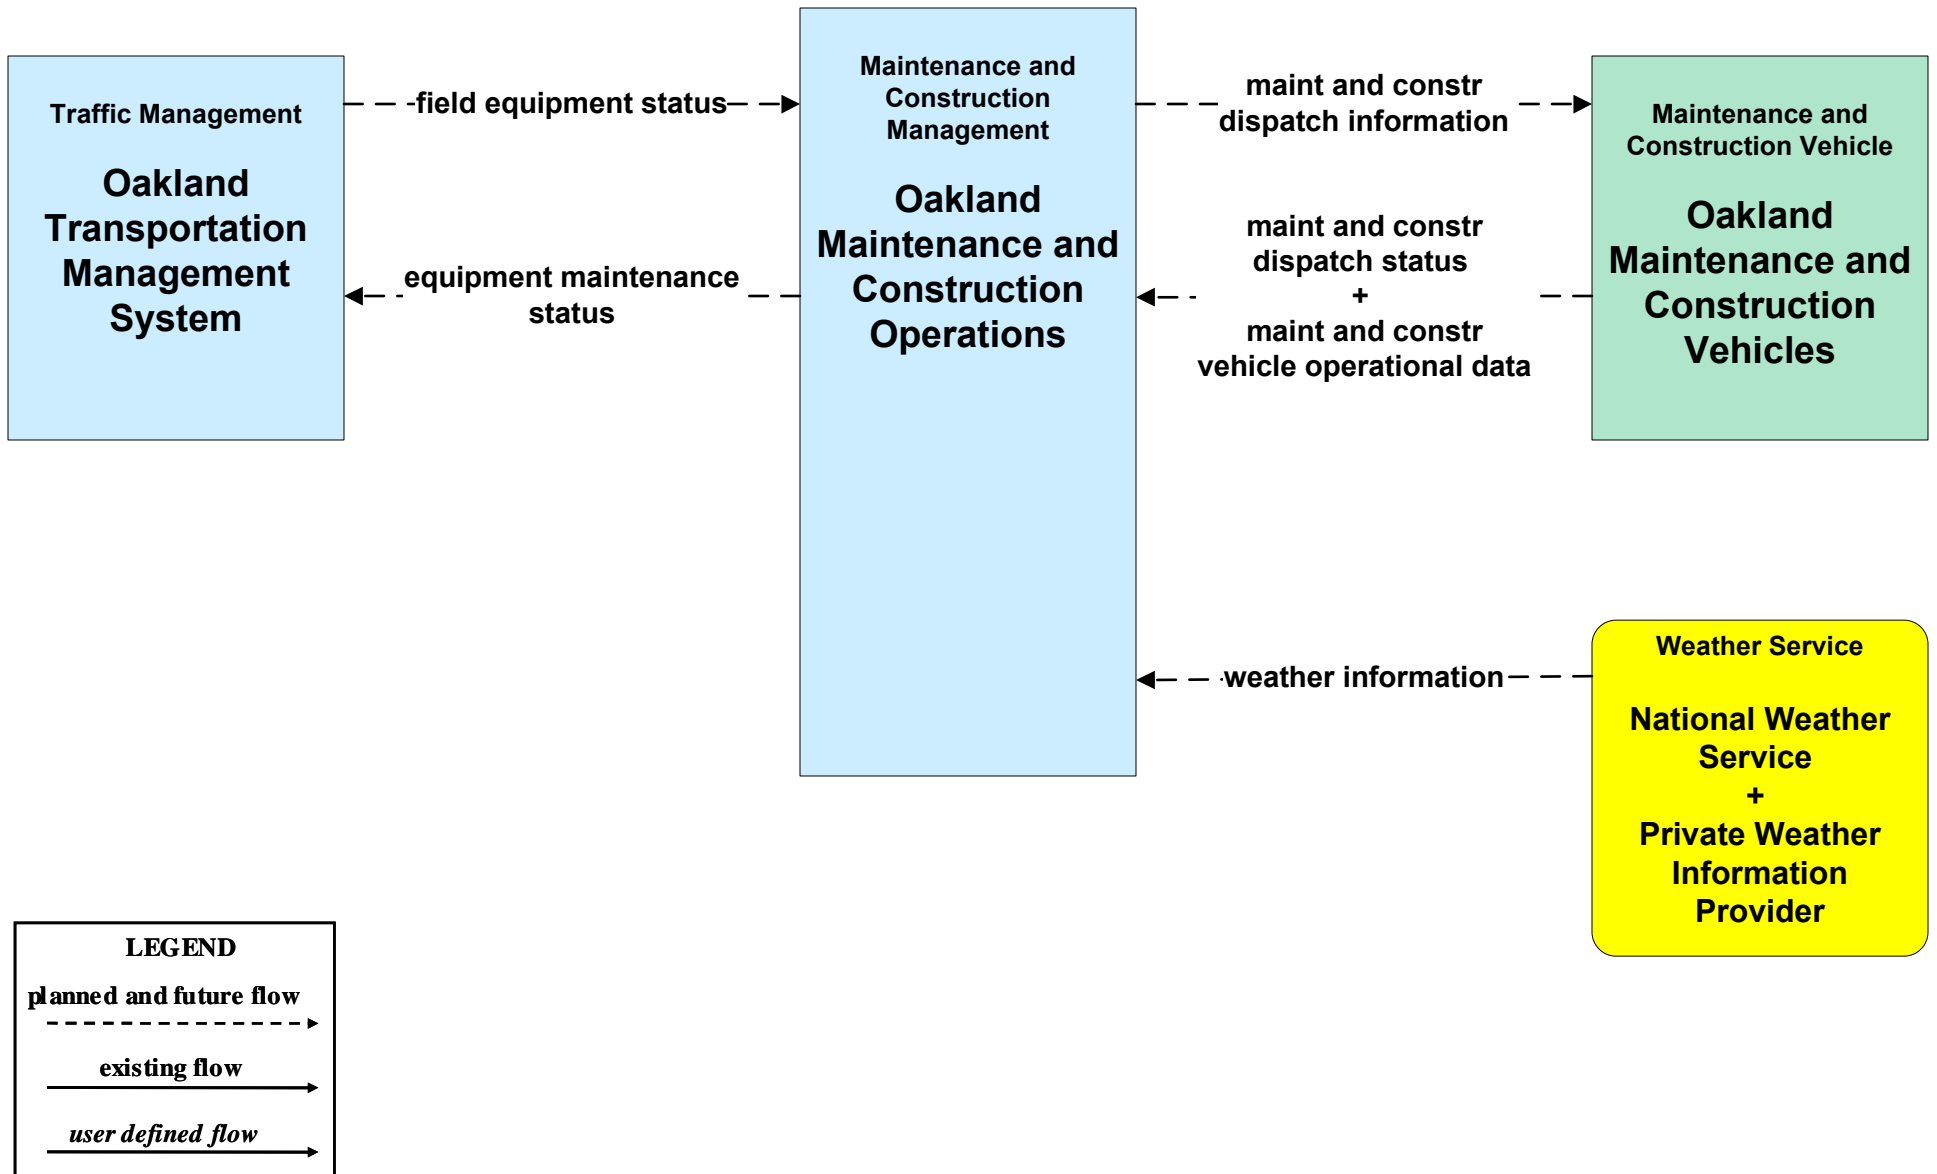 Traffic Management
Oakland
Transportation
Management
System
field equipment status
equipment maintenance
status
Maintenance and
Construction
Management
Oakland
Maintenance and
Construction
Operations
maint and constr
dispatch information
maint and constr
dispatch status
+
maint and constr
vehicle operational data
Maintenance and
Construction Vehicle
Oakland
Maintenance and
Construction
Vehicles
weather information
Weather Service
National Weather
Service
+
Private Weather
Information
Provider
LEGEND
planned and future flow
existing flow
user defined flow